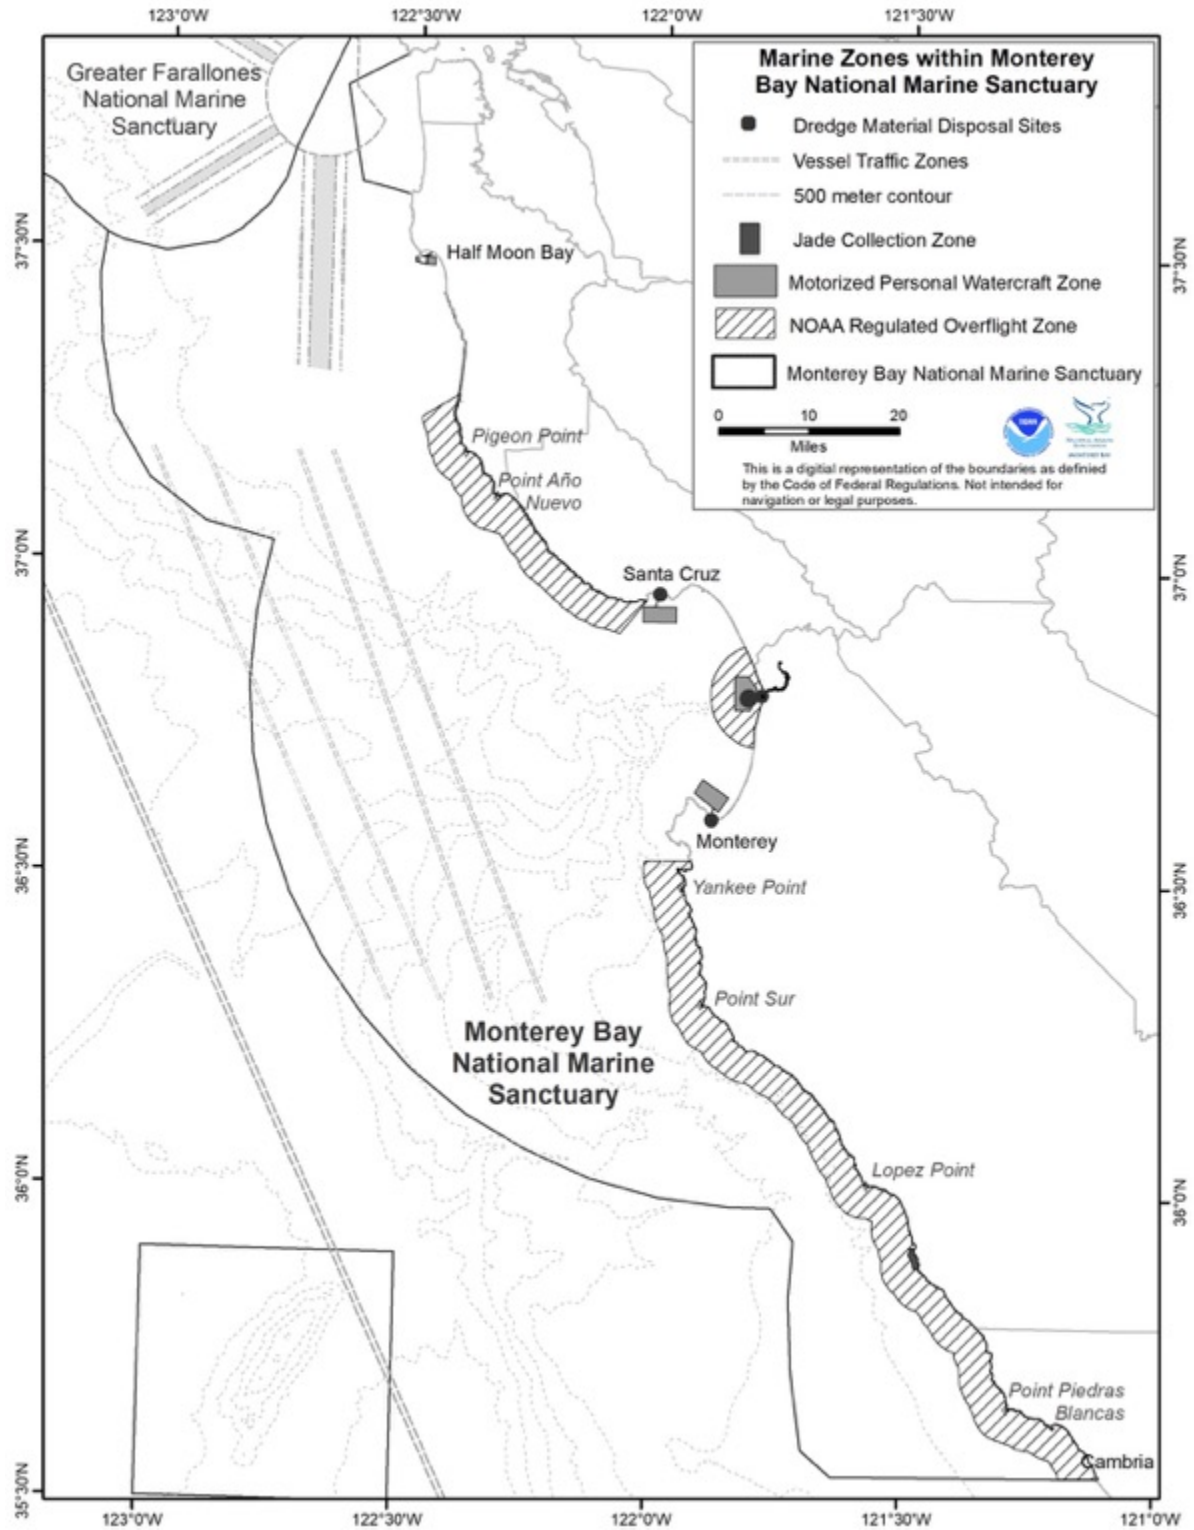 123°0'W
122°30'W
122°0'W
121°30'W
Greater Farallones
National Marine
Sanctuary
Marine Zones within Monterey
Bay National Marine Sanctuary
Dredge Material Disposal Sites
Vessel Traffic Zones
500 meter contour
Jade Collection Zone
Motorized Personal Watercraft Zone
NOAA Regulated Overflight Zone
Monterey Bay National Marine Sanctuary
0 10 20
Miles
NOAA
This is a digitial representation of the boundaries as definied
by the Code of Federal Regulations. Not intended for
navigation or legal purposes.
37°30'N
37°30'N
Half Moon Bay
Pigeon Point
Point Año
Nuevo
37°0'N
37°0'N
Santa Cruz
Monterey
36°30'N
36°30'N
Yankee Point
Point Sur
Monterey Bay
National Marine
Sanctuary
Lopez Point
36°0'N
36°0'N
Point Piedras
Blancas
Cambria
35°30'N
123°0'W
122°30'W
122°0'W
121°30'W
121°0'W